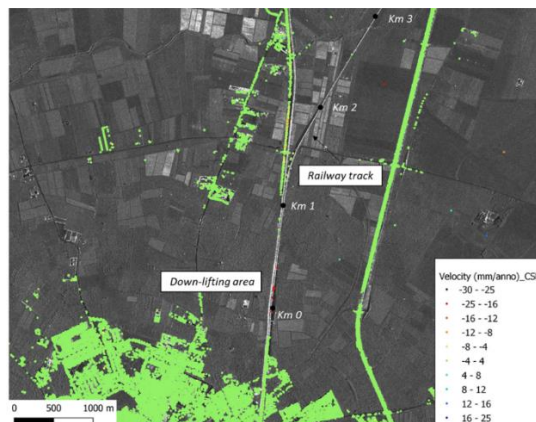 Km 3
Km 2
Railway track
Km 1
Down-lifting area
Km 0
Velocity (mm/anno)_CS
-30 - -25
-25 - -16
-16 - -12
-12 - -8
-8 - -4
-4 - 4
4 - 8
8 - 12
12 - 16
16 - 25
0 500 1000 m